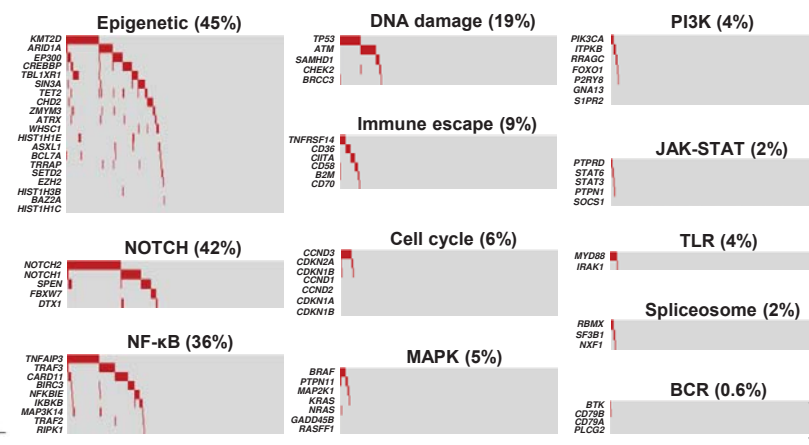 Epigenetic (45%)
KMT2D
ARID1A
EP300
CREBBP
TBL1XR1
SIN3A
TET2
CHD2
ZMYM3
ATRX
WHSC1
HIST1H1E
ASXL1
BCL7A
TRRAP
SETD2
EZH2
HIST1H3B
BAZ2A
HIST1H1C
NOTCH (42%)
NOTCH2
NOTCH1
SPEN
FBXW7
DTX1
NF-κB (36%)
TNFAIP3
TRAF3
CARD11
BIRC3
NFKBIE
IKBKB
MAP3K14
TRAF2
RIPK1
DNA damage (19%)
TP53
ATM
SAMHD1
CHEK2
BRCC3
Immune escape (9%)
TNFRSF14
CD36
CIITA
CD58
B2M
CD70
Cell cycle (6%)
CCND3
CDKN2A
CDKN1B
CCND1
CCND2
CDKN1A
CDKN1B
MAPK (5%)
BRAF
PTPN11
MAP2K1
KRAS
NRAS
GADD45B
RASFF1
PI3K (4%)
PIK3CA
ITPKB
RRAGC
FOXO1
P2RY8
GNA13
S1PR2
JAK-STAT (2%)
PTPRD
STAT6
STAT3
PTPN1
SOCS1
TLR (4%)
MYD88
IRAK1
Spliceosome (2%)
RBMX
SF3B1
NXF1
BCR (0.6%)
BTK
CD79B
CD79A
PLCG2